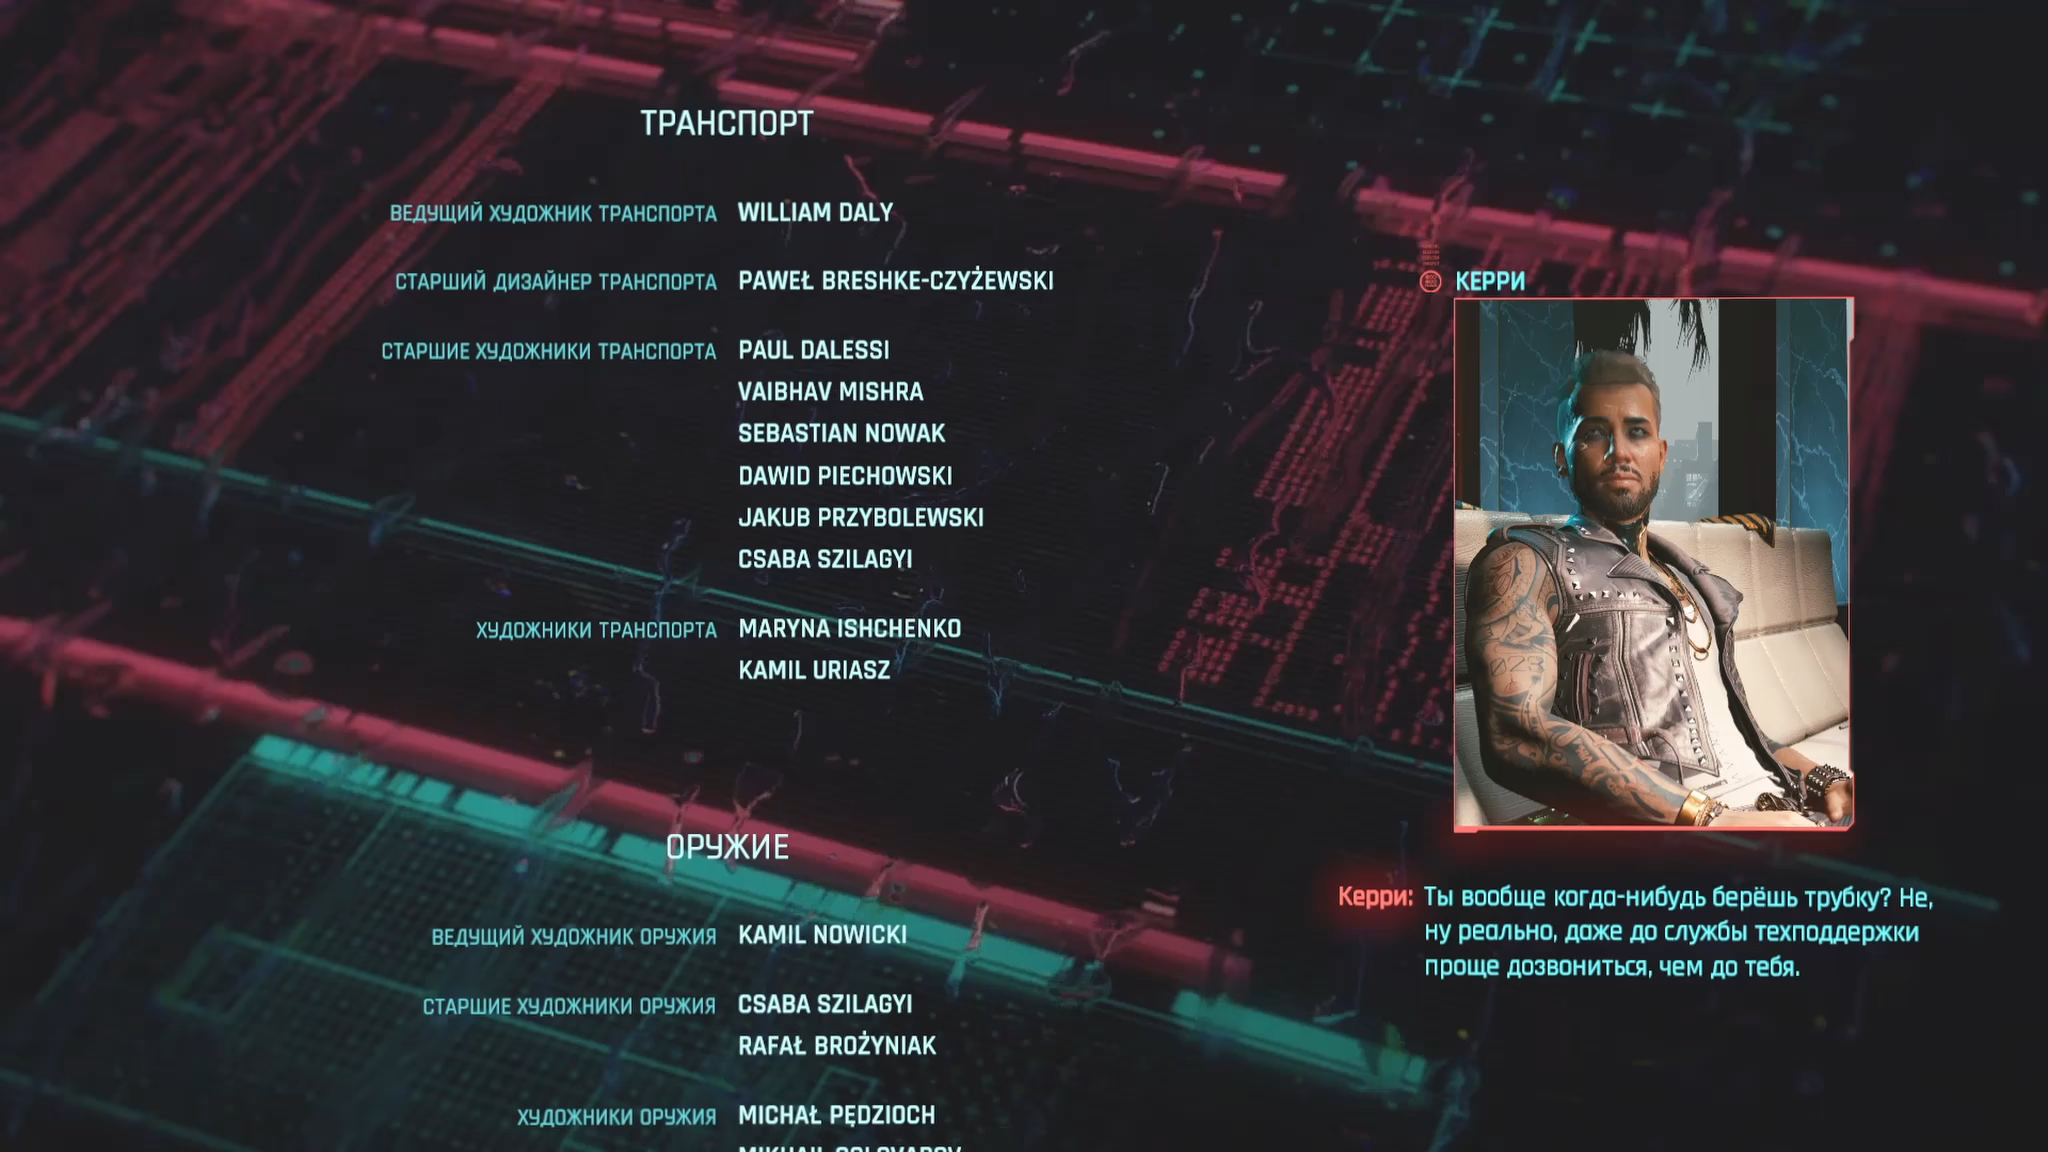 ТРАНСПОРТ
ВЕДУЩИЙ ХУДОЖНИК ТРАНСПОРТА WILLIAM DALY
СТАРШИЙ ДИЗАЙНЕР ТРАНСПОРТА PAWEŁ BRESHKE-CZYŻEWSKI
СТАРШИЕ ХУДОЖНИКИ ТРАНСПОРТА PAUL DALESSI
VAIBHAV MISHRA
SEBASTIAN NOWAK
DAWID PIECHOWSKI
JAKUB PRZYBOLEWSKI
CSABA SZILAGYI
ХУДОЖНИКИ ТРАНСПОРТА MARYNA ISHCHENKO
KAMIL URIASZ
ОРУЖИЕ
ВЕДУЩИЙ ХУДОЖНИК ОРУЖИЯ KAMIL NOWICKI
СТАРШИЕ ХУДОЖНИКИ ОРУЖИЯ CSABA SZILAGYI
RAFAŁ BROŻYNIAK
ХУДОЖНИКИ ОРУЖИЯ MICHAŁ PĘDZIOCH
КЕРРИ
023
Керри: Ты вообще когда-нибудь берёшь трубку? Не,
ну реально, даже до службы техподдержки
проще дозвониться, чем до тебя.